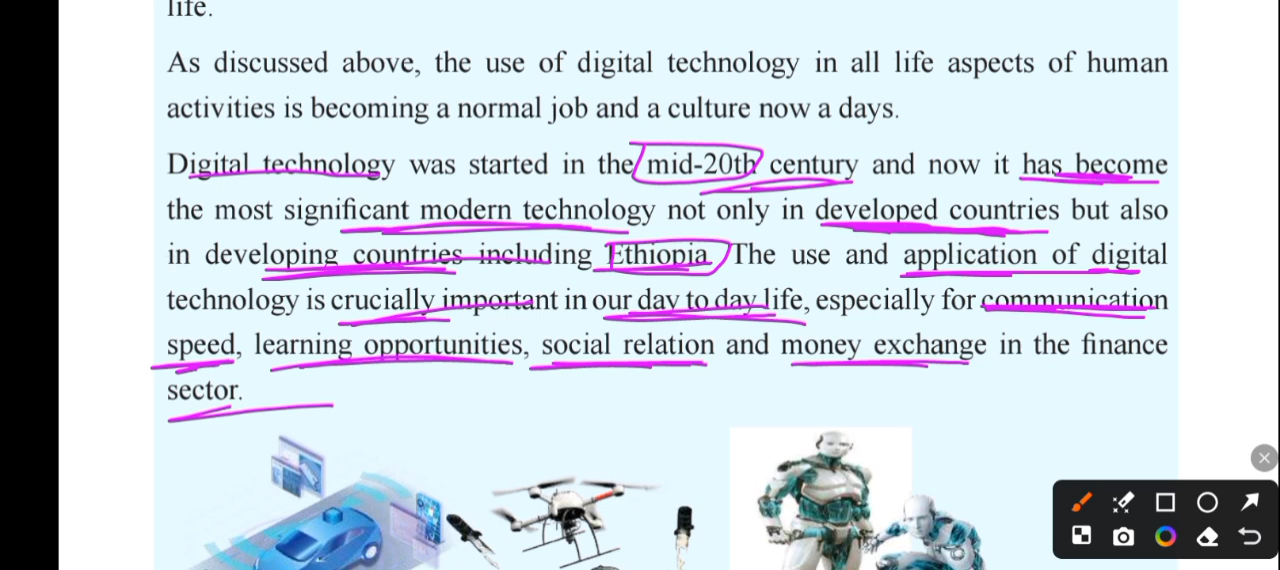 life.
As discussed above, the use of digital technology in all life aspects of human
activities is becoming a normal job and a culture now a days.
Digital technology was started in the mid-20th century and now it has become
the most significant modern technology not only in developed countries but also
in developing countries including Ethiopia The use and application of digital
technology is crucially important in our day to day life, especially for communication
speed, learning opportunities, social relation and money exchange in the finance
sector.